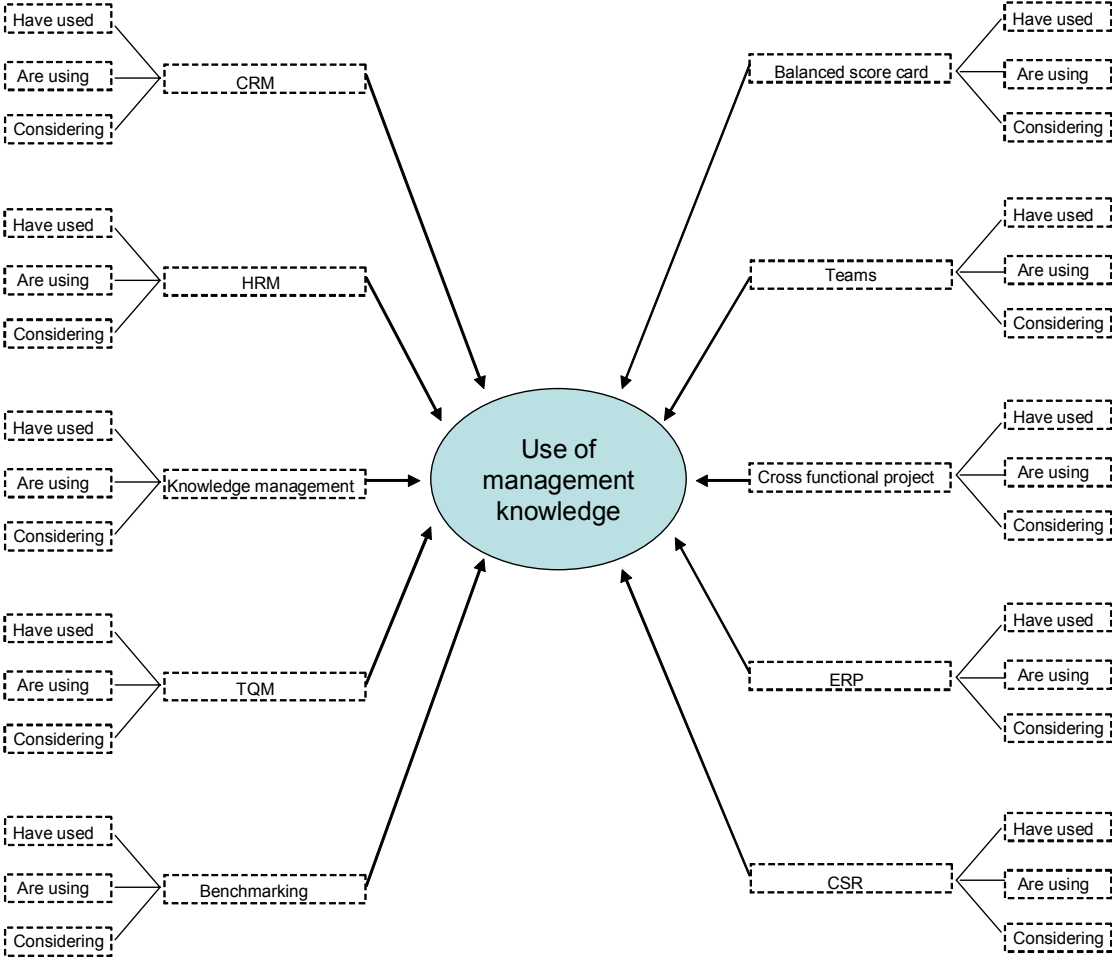 Have used
Are using
Considering
CRM
Have used
Are using
Considering
HRM
Have used
Are using
Considering
Knowledge management
Have used
Are using
Considering
TQM
Have used
Are using
Considering
Benchmarking
Use of
management
knowledge
Balanced score card
Have used
Are using
Considering
Teams
Have used
Are using
Considering
Cross functional project
Have used
Are using
Considering
ERP
Have used
Are using
Considering
CSR
Have used
Are using
Considering